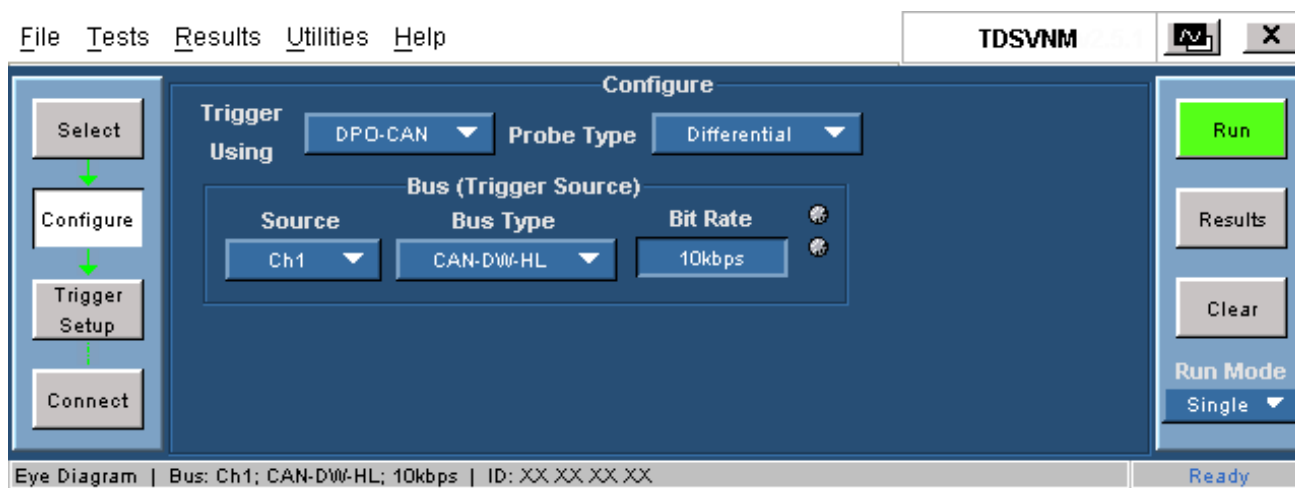 File Tests Results Utilities Help TDSVNM
Configure
Select
Configure
Trigger
Setup
Connect
Trigger
Using
DPO-CAN
Probe Type
Differential
Bus (Trigger Source)
Source Bus Type Bit Rate
Ch1 CAN-DW-HL 10kbps
Run
Results
Clear
Run Mode
Single
Eye Diagram | Bus: Ch1; CAN-DW-HL; 10kbps | ID: XX XX XX XX Ready